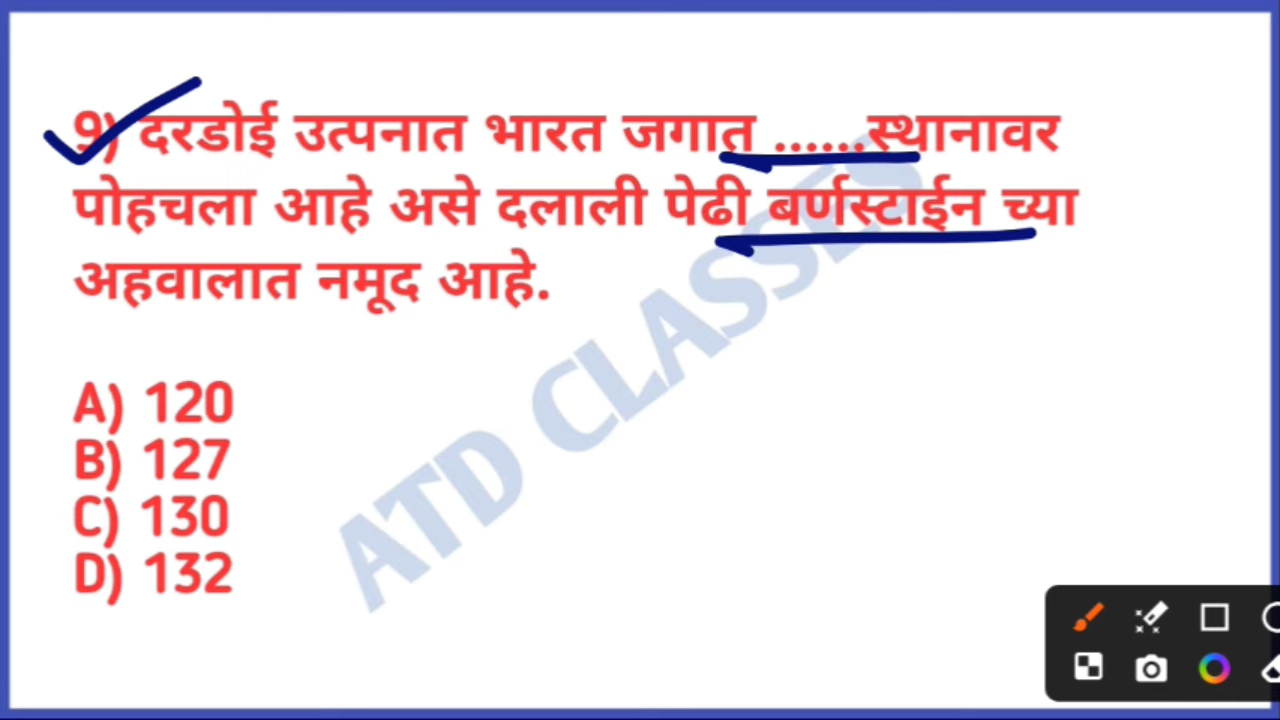 9) दरडोई उत्पनात भारत जगात ......स्थानावर
पोहचला आहे असे दलाली पेढी बर्णस्टाईन च्या
अहवालात नमूद आहे.
A) 120
B) 127
C) 130
D) 132
ATD CLASSES